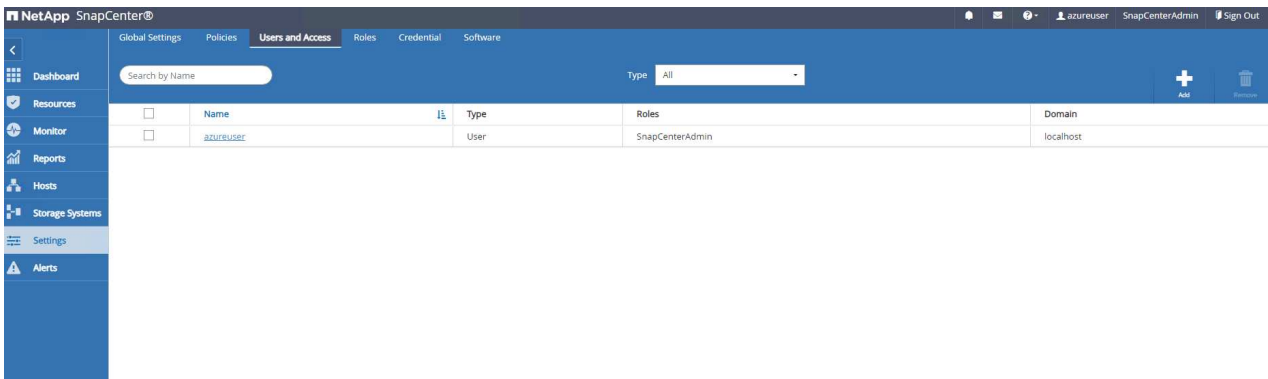 NetApp SnapCenter®
azureuser SnapCenterAdmin Sign Out
Global Settings Policies Users and Access Roles Credential Software
Dashboard
Resources
Monitor
Reports
Hosts
Storage Systems
Settings
Alerts
Search by Name
Type All
Add
Remove
Name Type Roles Domain
azureuser User SnapCenterAdmin localhost